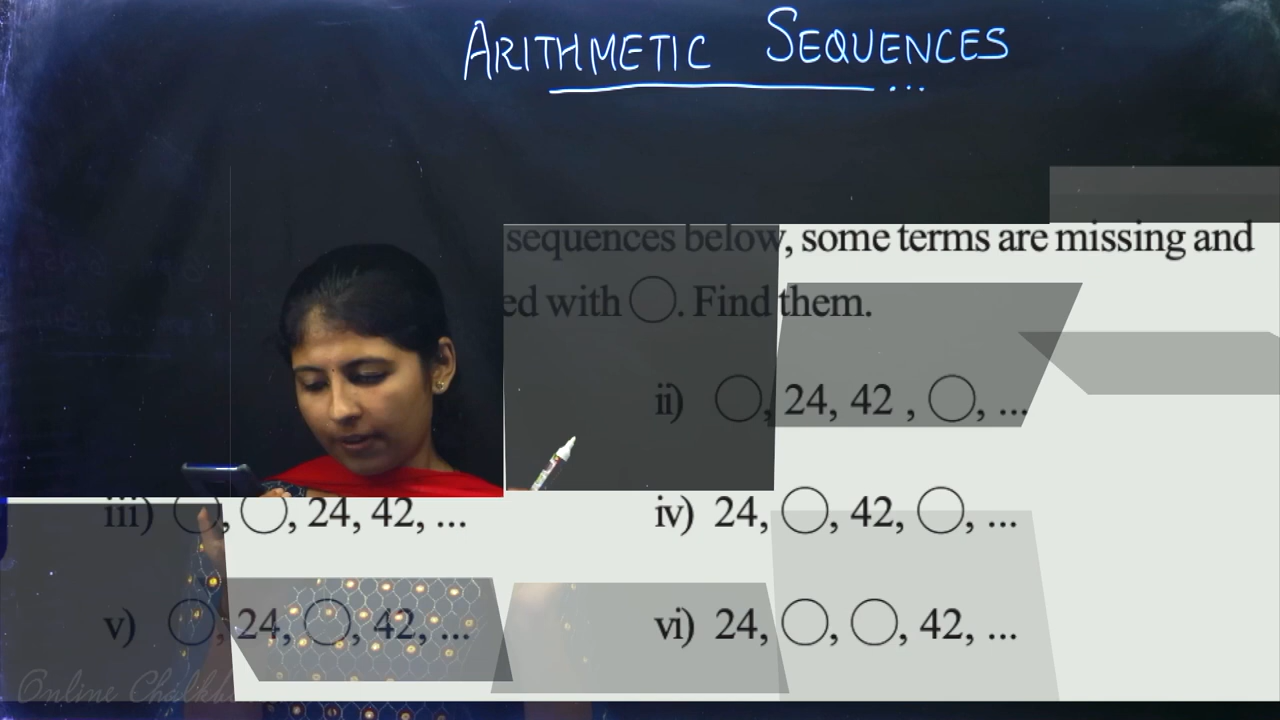 ARITHMETIC SEQUENCES ...
sequences below, some terms are missing and
ed with ◯. Find them.
ii) ◯, 24, 42 , ◯, ...
iii) ◯, ◯, 24, 42, ...
iv) 24, ◯, 42, ◯, ...
v) ◯, 24, ◯, 42, ...
vi) 24, ◯, ◯, 42, ...
Online